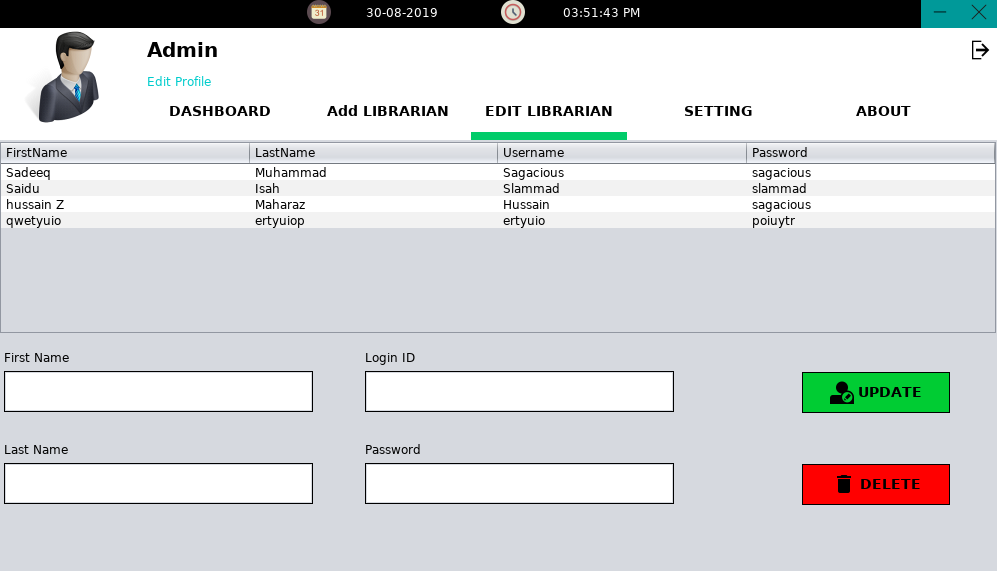 31 30-08-2019 03:51:43 PM
Admin
Edit Profile
DASHBOARD Add LIBRARIAN EDIT LIBRARIAN SETTING ABOUT
FirstName LastName Username Password
Sadeeq Muhammad Sagacious sagacious
Saidu Isah Slammad slammad
hussain Z Maharaz Hussain sagacious
qwetyuio ertyuiop ertyuio poiuytr
First Name Login ID
UPDATE
Last Name Password
DELETE